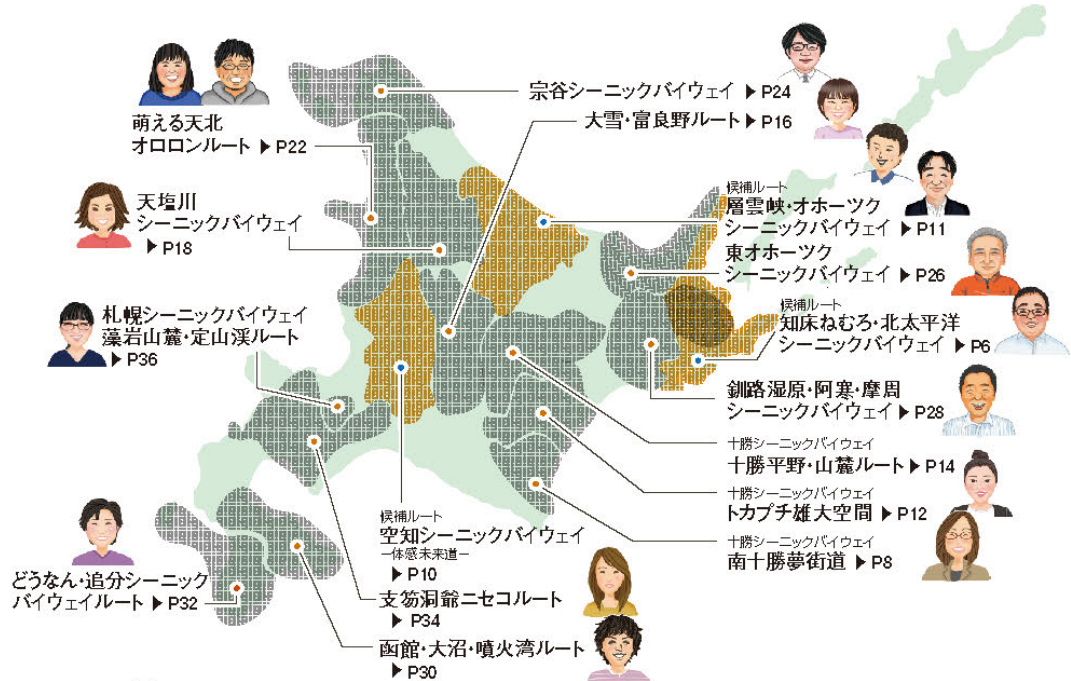 宗谷シーニックバイウェイ ▶ P24
大雪・富良野ルート ▶ P16
萌える天北
オロロンルート ▶ P22
候補ルート
層雲峡・オホーツク
シーニックバイウェイ ▶ P11
天塩川
シーニックバイウェイ
▶ P18
東オホーツク
シーニックバイウェイ ▶ P26
候補ルート
知床ねむろ・北太平洋
シーニックバイウェイ ▶ P6
札幌シーニックバイウェイ
藻岩山麓・定山渓ルート
▶ P36
釧路湿原・阿寒・摩周
シーニックバイウェイ ▶ P28
十勝シーニックバイウェイ
十勝平野・山麓ルート ▶ P14
十勝シーニックバイウェイ
トカプチ雄大空間 ▶ P12
十勝シーニックバイウェイ
南十勝夢街道 ▶ P8
候補ルート
空知シーニックバイウェイ
−体感未来道−
▶ P10
どうなん・追分シーニック
バイウェイルート ▶ P32
支笏洞爺ニセコルート
▶ P34
函館・大沼・噴火湾ルート
▶ P30